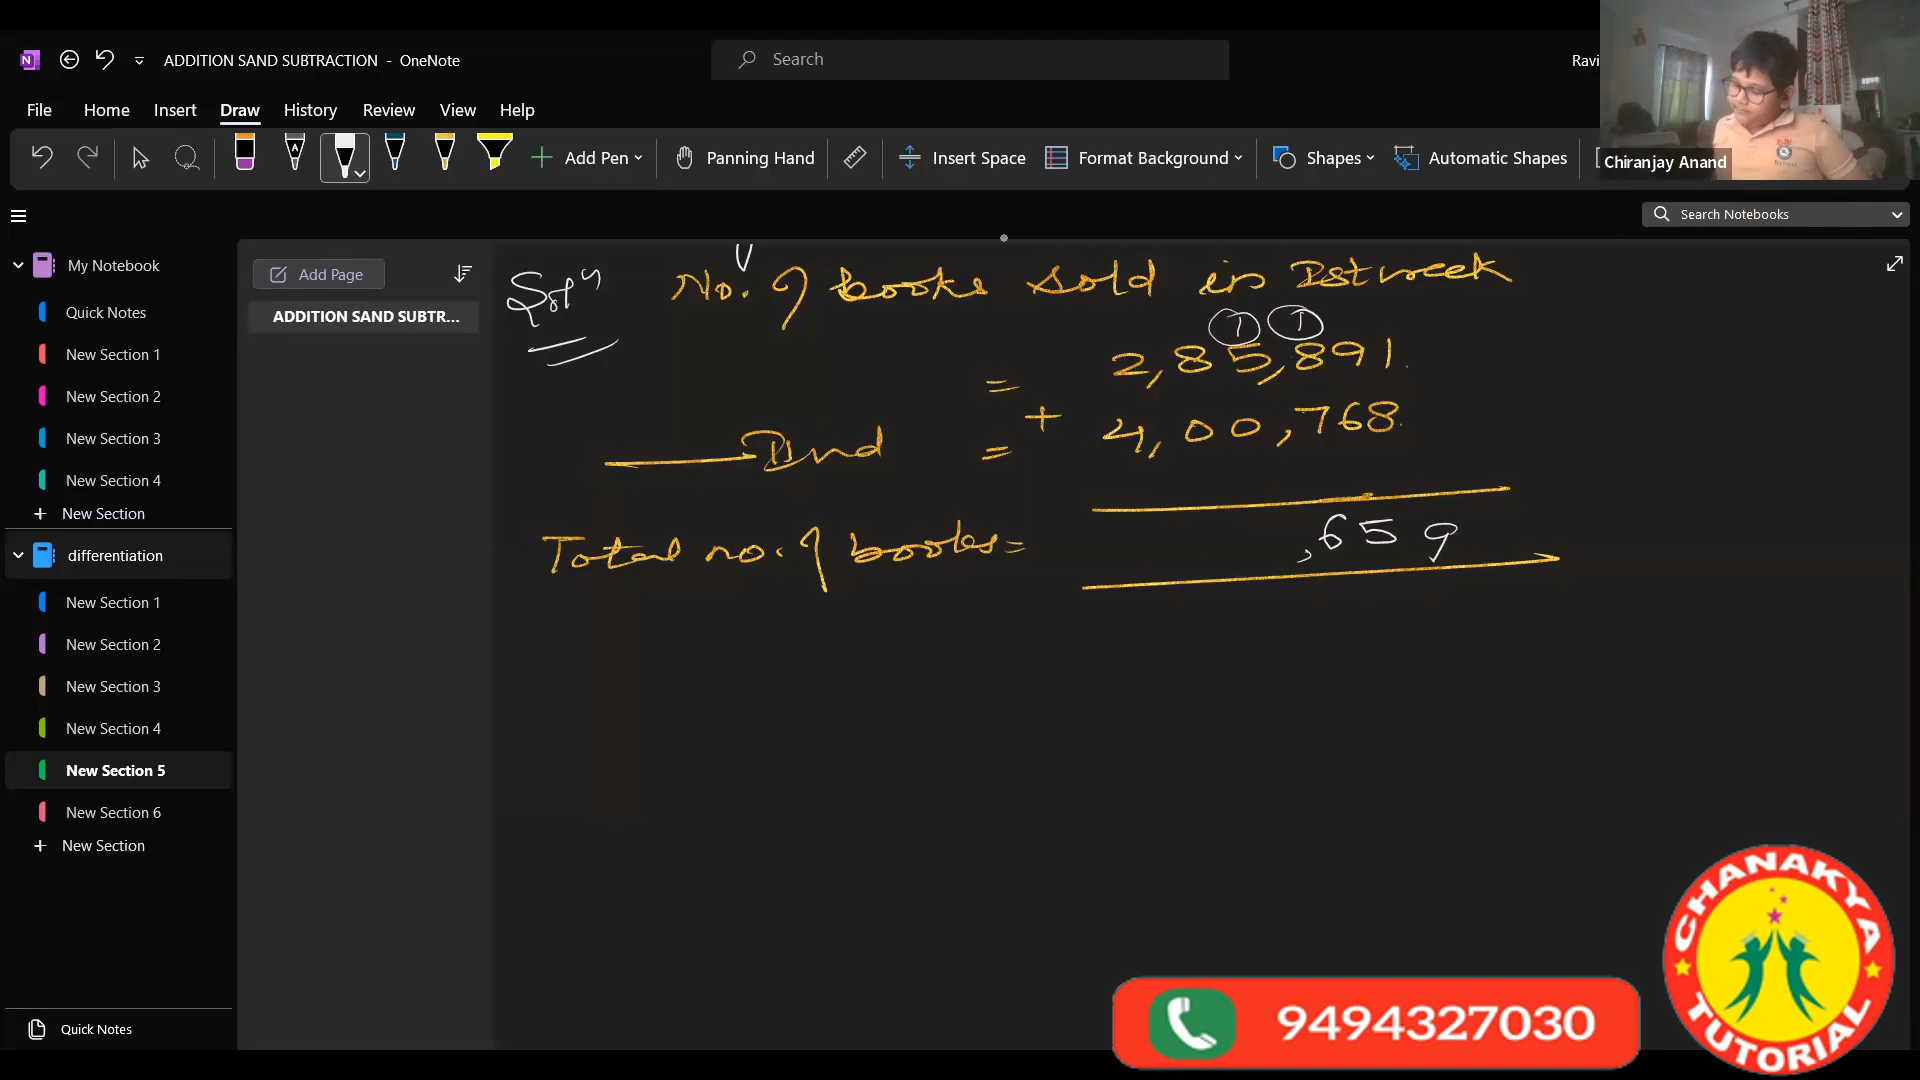 ADDITION SAND SUBTRACTION - OneNote
Search
Ravi
File Home Insert Draw History Review View Help
Add Pen
Panning Hand
Insert Space
Format Background
Shapes
Automatic Shapes
Chiranjay Anand
Search Notebooks
My Notebook
Quick Notes
New Section 1
New Section 2
New Section 3
New Section 4
+ New Section
differentiation
New Section 1
New Section 2
New Section 3
New Section 4
New Section 5
New Section 6
+ New Section
Quick Notes
Add Page
ADDITION SAND SUBTR...
No. of books sold in Ist week
1 1
= 2,85,891
IInd = + 4,00,768
Total no. of books = ,659
9494327030
CHANAKYA
TUTORIAL